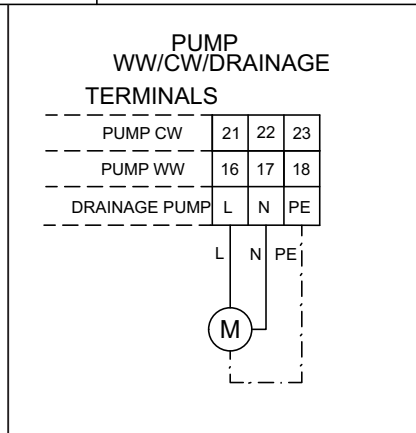 PUMP
WW/CW/DRAINAGE
TERMINALS
PUMP CW 21 22 23
PUMP WW 16 17 18
DRAINAGE PUMP L N PE
L N PE
M